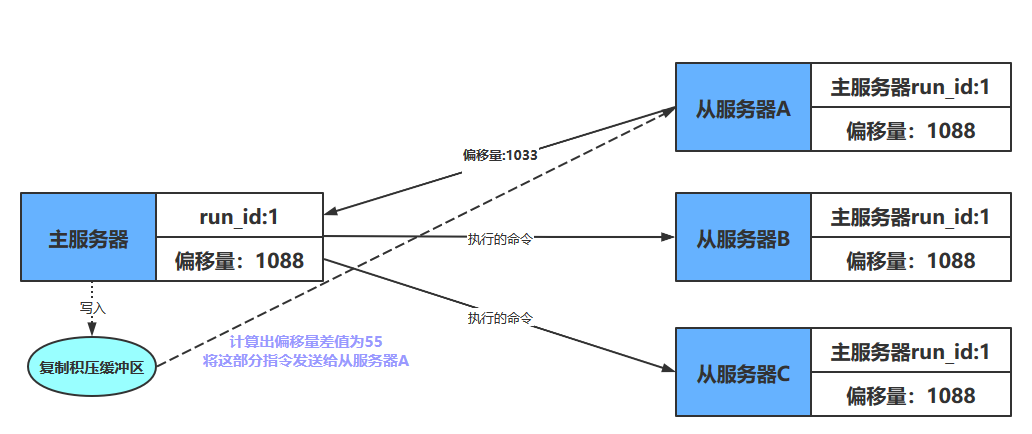 从服务器A
主服务器run_id:1
偏移量：1088
偏移量:1033
主服务器
run_id:1
偏移量：1088
执行的命令
从服务器B
主服务器run_id:1
偏移量：1088
写入
执行的命令
计算出偏移量差值为55
将这部分指令发送给从服务器A
复制积压缓冲区
从服务器C
主服务器run_id:1
偏移量：1088